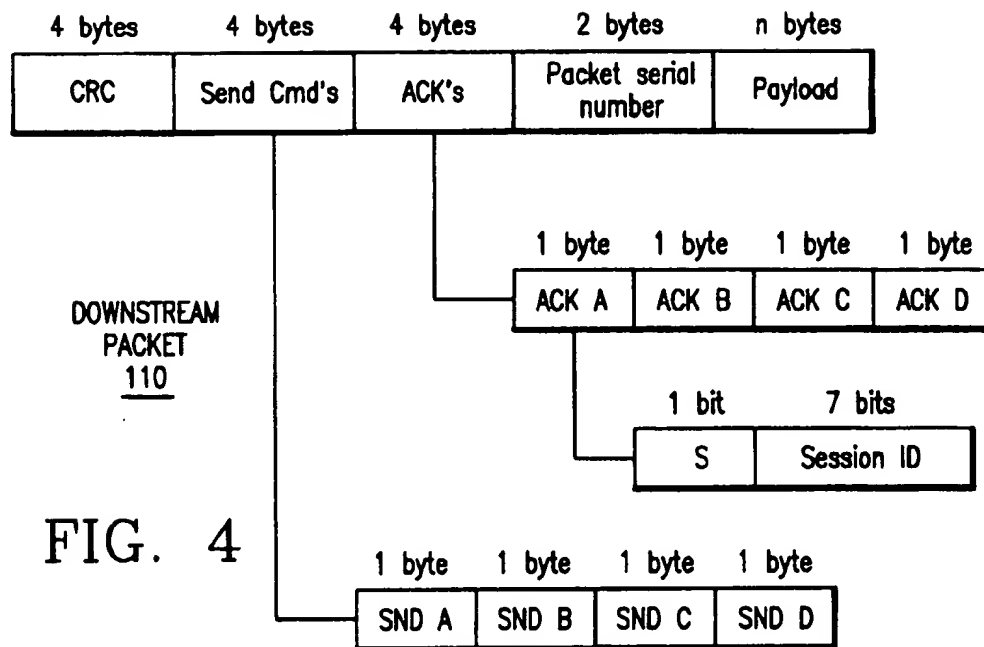 4 bytes 4 bytes 4 bytes 2 bytes n bytes
CRC Send Cmd's ACK's Packet serial number Payload
1 byte 1 byte 1 byte 1 byte
ACK A ACK B ACK C ACK D
DOWNSTREAM
PACKET
110
1 bit 7 bits
S Session ID
FIG. 4
1 byte 1 byte 1 byte 1 byte
SND A SND B SND C SND D